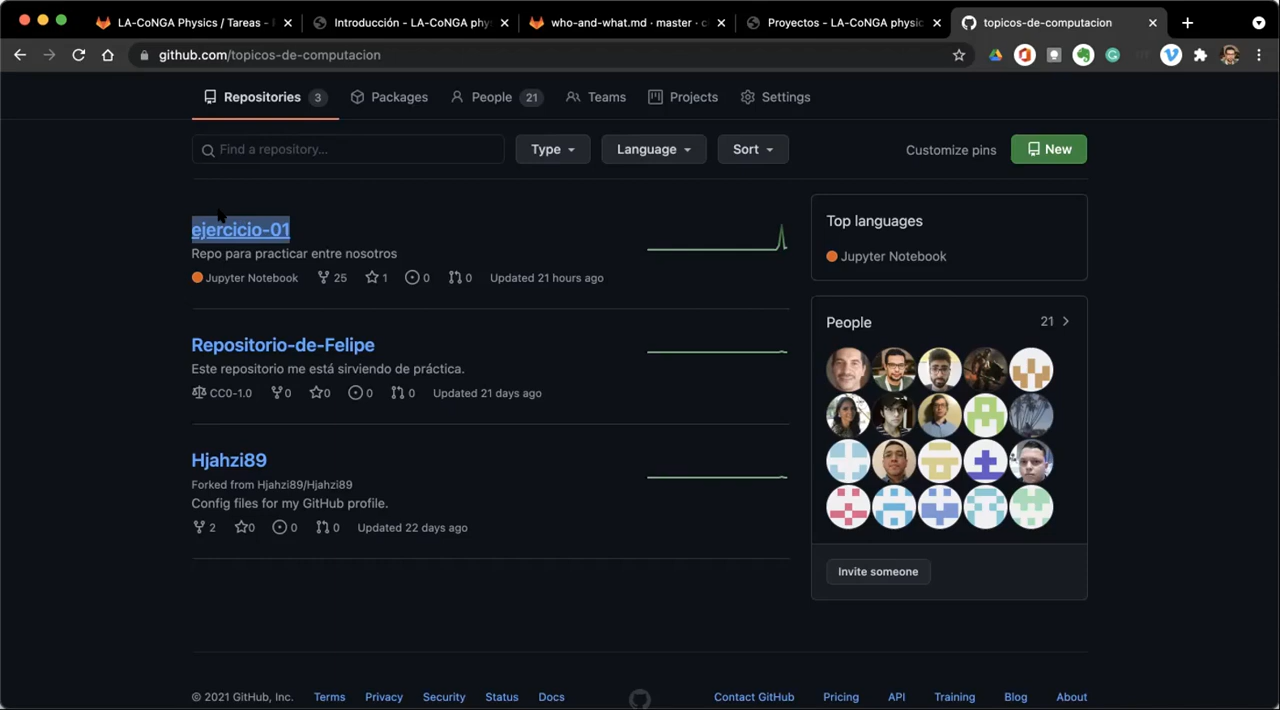 LA-CoNGA Physics / Tareas -
Introducción - LA-CoNGA phy
who-and-what.md · master ·
Proyectos - LA-CoNGA physic
topicos-de-computacion
github.com/topicos-de-computacion
Repositories 3
Packages
People 21
Teams
Projects
Settings
Find a repository...
Type
Language
Sort
Customize pins
New
ejercicio-01
Repo para practicar entre nosotros
Jupyter Notebook 25 1 0 0 Updated 21 hours ago
Repositorio-de-Felipe
Este repositorio me está sirviendo de práctica.
CC0-1.0 0 0 0 0 Updated 21 days ago
Hjahzi89
Forked from Hjahzi89/Hjahzi89
Config files for my GitHub profile.
2 0 0 0 Updated 22 days ago
Top languages
Jupyter Notebook
People 21
Invite someone
© 2021 GitHub, Inc. Terms Privacy Security Status Docs Contact GitHub Pricing API Training Blog About